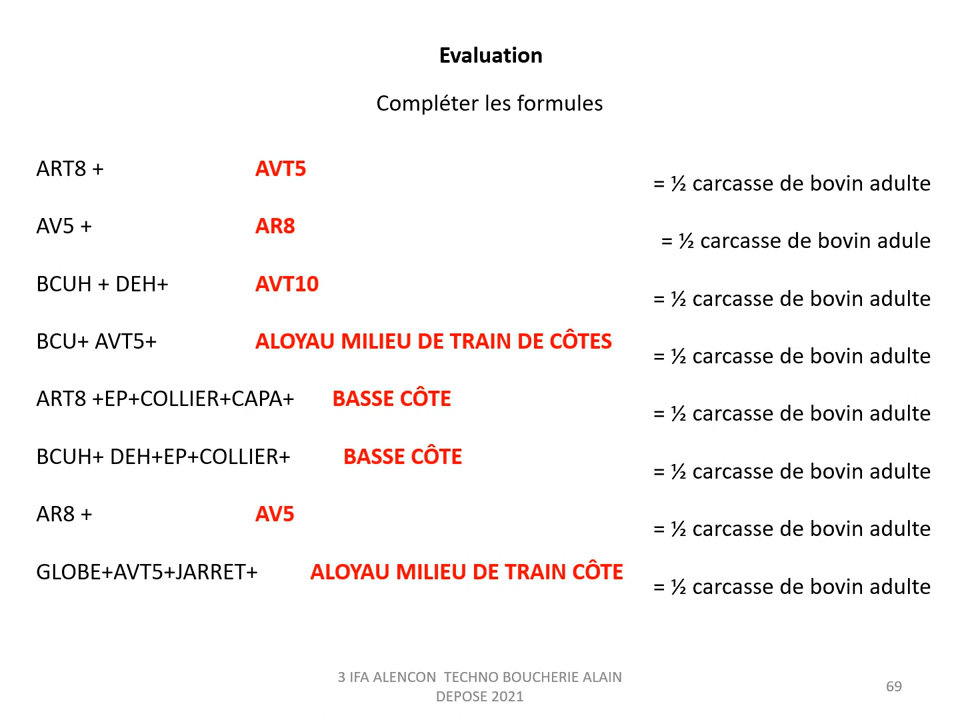 Evaluation
Compléter les formules
ART8 + AVT5 = ½ carcasse de bovin adulte
AV5 + AR8 = ½ carcasse de bovin adule
BCUH + DEH+ AVT10 = ½ carcasse de bovin adulte
BCU+ AVT5+ ALOYAU MILIEU DE TRAIN DE CÔTES = ½ carcasse de bovin adulte
ART8 +EP+COLLIER+CAPA+ BASSE CÔTE = ½ carcasse de bovin adulte
BCUH+ DEH+EP+COLLIER+ BASSE CÔTE = ½ carcasse de bovin adulte
AR8 + AV5 = ½ carcasse de bovin adulte
GLOBE+AVT5+JARRET+ ALOYAU MILIEU DE TRAIN CÔTE = ½ carcasse de bovin adulte
3 IFA ALENCON TECHNO BOUCHERIE ALAIN
DEPOSE 2021
69